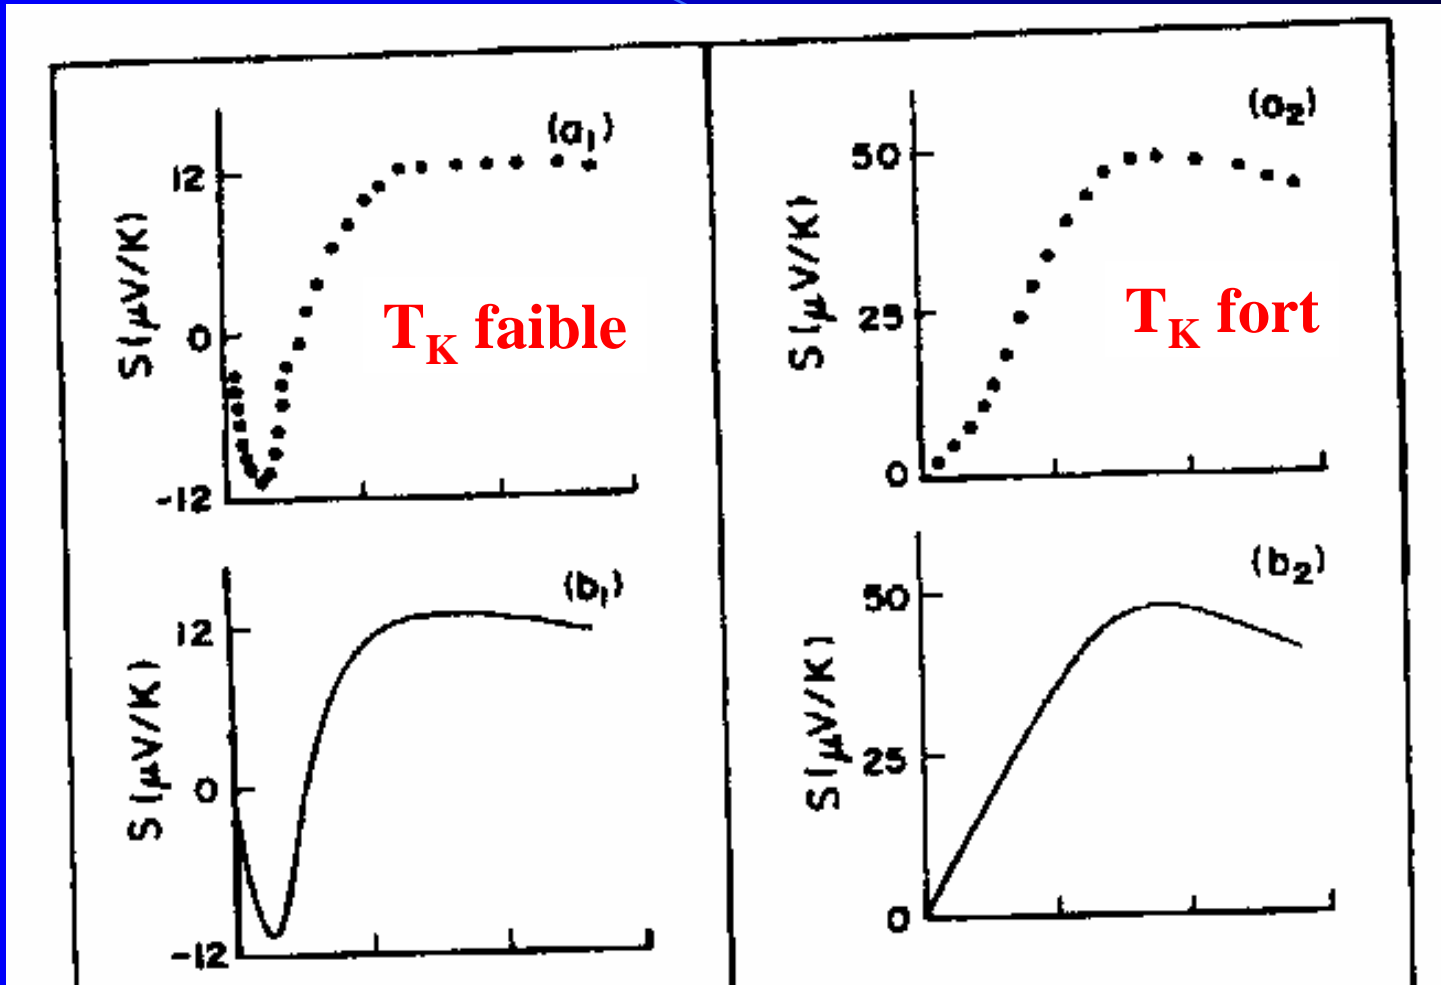 (a₁)
12
0
-12
S (μV/K)
T_K faible
(a₂)
50
25
0
S (μV/K)
T_K fort
(b₁)
12
0
-12
S (μV/K)
(b₂)
50
25
0
S (μV/K)